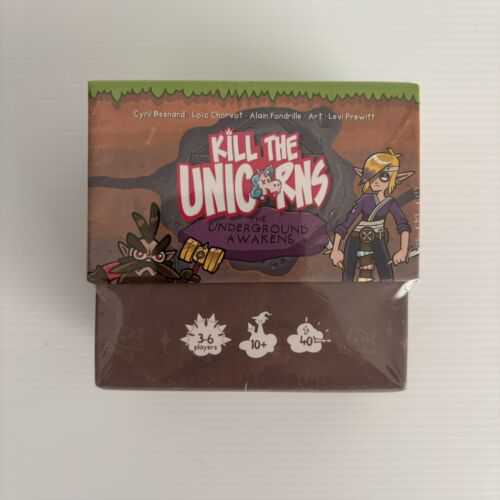 Cyril Besnard · Loïc Chorvot · Alain Fondrille · Art : Levi Prewitt
KILL THE
UNICORNS
THE
UNDERGROUND
AWAKENS
3-6
players
10+
40'